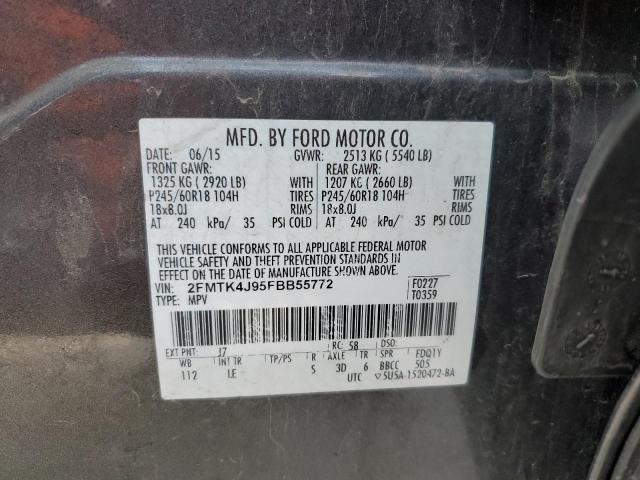 MFD. BY FORD MOTOR CO.
DATE: 06/15 GVWR: 2513 KG ( 5540 LB)
FRONT GAWR: REAR GAWR:
1325 KG ( 2920 LB) WITH 1207 KG ( 2660 LB) WITH
P245/60R18 104H TIRES P245/60R18 104H TIRES
18x8.0J RIMS 18x8.0J RIMS
AT 240 kPa/ 35 PSI COLD AT 240 kPa/ 35 PSI COLD
THIS VEHICLE CONFORMS TO ALL APPLICABLE FEDERAL MOTOR
VEHICLE SAFETY AND THEFT PREVENTION STANDARDS IN
EFFECT ON THE DATE OF MANUFACTURE SHOWN ABOVE.
VIN: 2FMTK4J95FBB55772 F0227
TYPE: MPV T0359
EXT PNT: J7 RC: 58 DSO:
WB INT TR TP/PS R AXLE TR SPR FDQTY
112 LE S 3D 6 BBCC 505
UTC ▽5U5A-1520472-BA